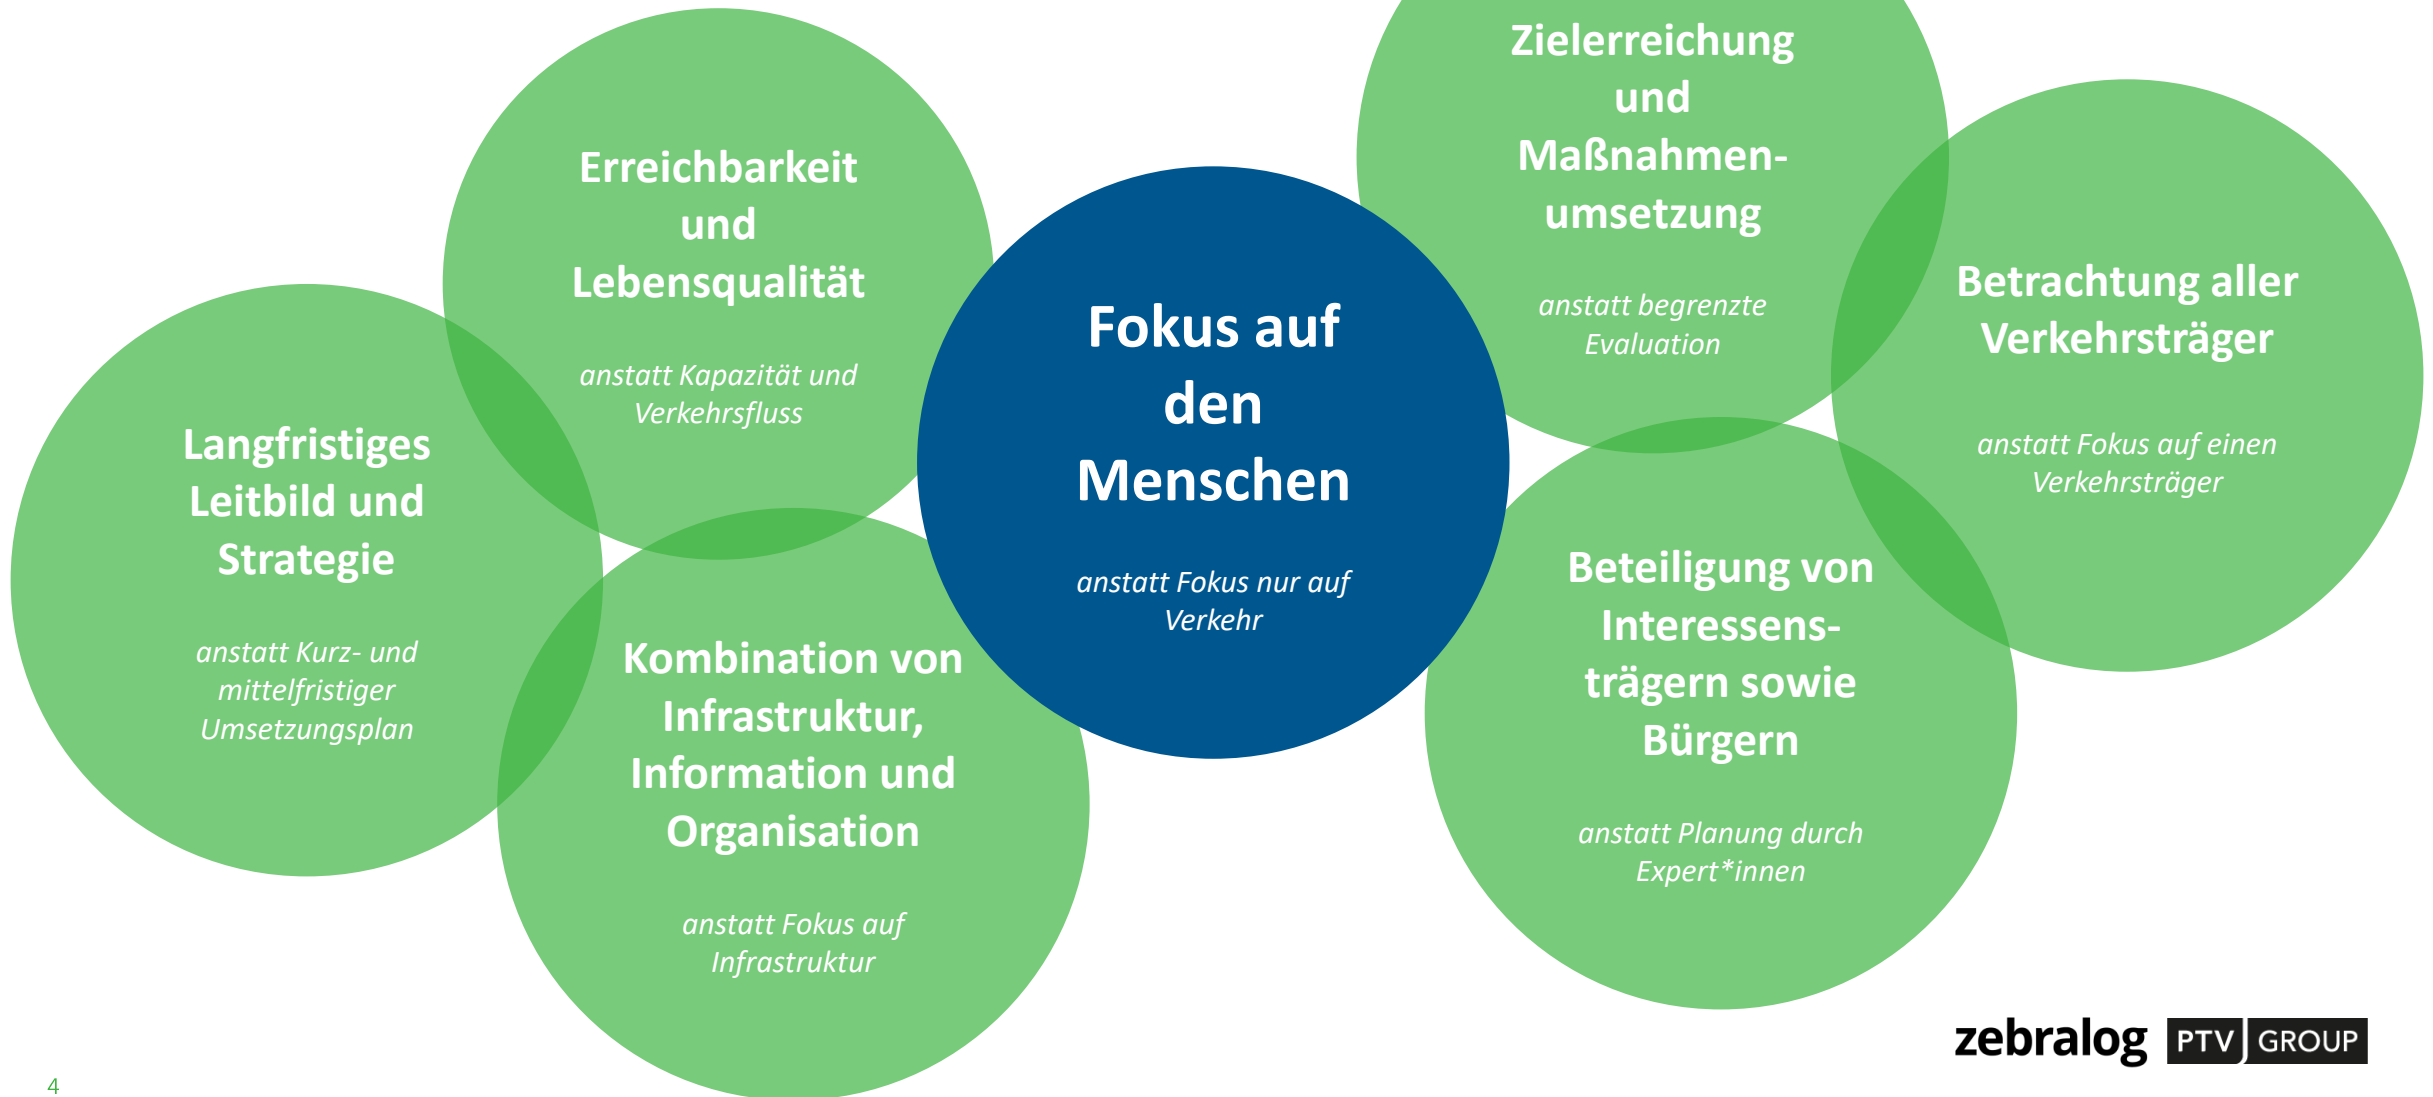 Langfristiges
Leitbild und
Strategie
anstatt Kurz- und
mittelfristiger
Umsetzungsplan
Erreichbarkeit
und
Lebensqualität
anstatt Kapazität und
Verkehrsfluss
Kombination von
Infrastruktur,
Information und
Organisation
anstatt Fokus auf
Infrastruktur
Fokus auf
den
Menschen
anstatt Fokus nur auf
Verkehr
Zielerreichung
und
Maßnahmen-
umsetzung
anstatt begrenzte
Evaluation
Beteiligung von
Interessens-
trägern sowie
Bürgern
anstatt Planung durch
Expert*innen
Betrachtung aller
Verkehrsträger
anstatt Fokus auf einen
Verkehrsträger
zebralog PTV GROUP
4